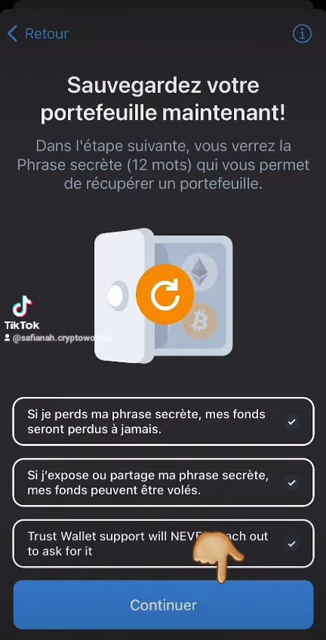 Retour
Sauvegardez votre
portefeuille maintenant!
Dans l'étape suivante, vous verrez la
Phrase secrète (12 mots) qui vous permet
de récupérer un portefeuille.
TikTok
Si je perds ma phrase secrète, mes fonds
seront perdus à jamais.
Si j'expose ou partage ma phrase secrète,
mes fonds peuvent être volés.
Trust Wallet support will out
to ask for it
Continuer